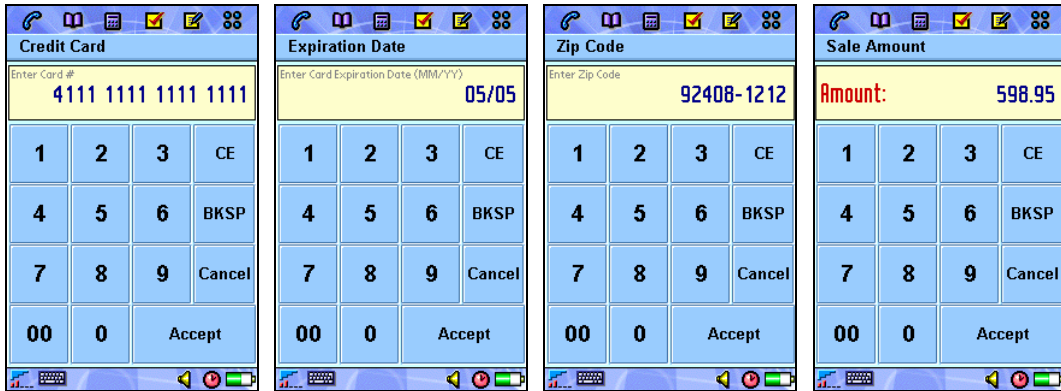 Credit Card
Enter Card #
4111 1111 1111 1111
1 2 3 CE
4 5 6 BKSP
7 8 9 Cancel
00 0 Accept
Expiration Date
Enter Card Expiration Date (MM/YY)
05/05
1 2 3 CE
4 5 6 BKSP
7 8 9 Cancel
00 0 Accept
Zip Code
Enter Zip Code
92408-1212
1 2 3 CE
4 5 6 BKSP
7 8 9 Cancel
00 0 Accept
Sale Amount
Amount: 598.95
1 2 3 CE
4 5 6 BKSP
7 8 9 Cancel
00 0 Accept